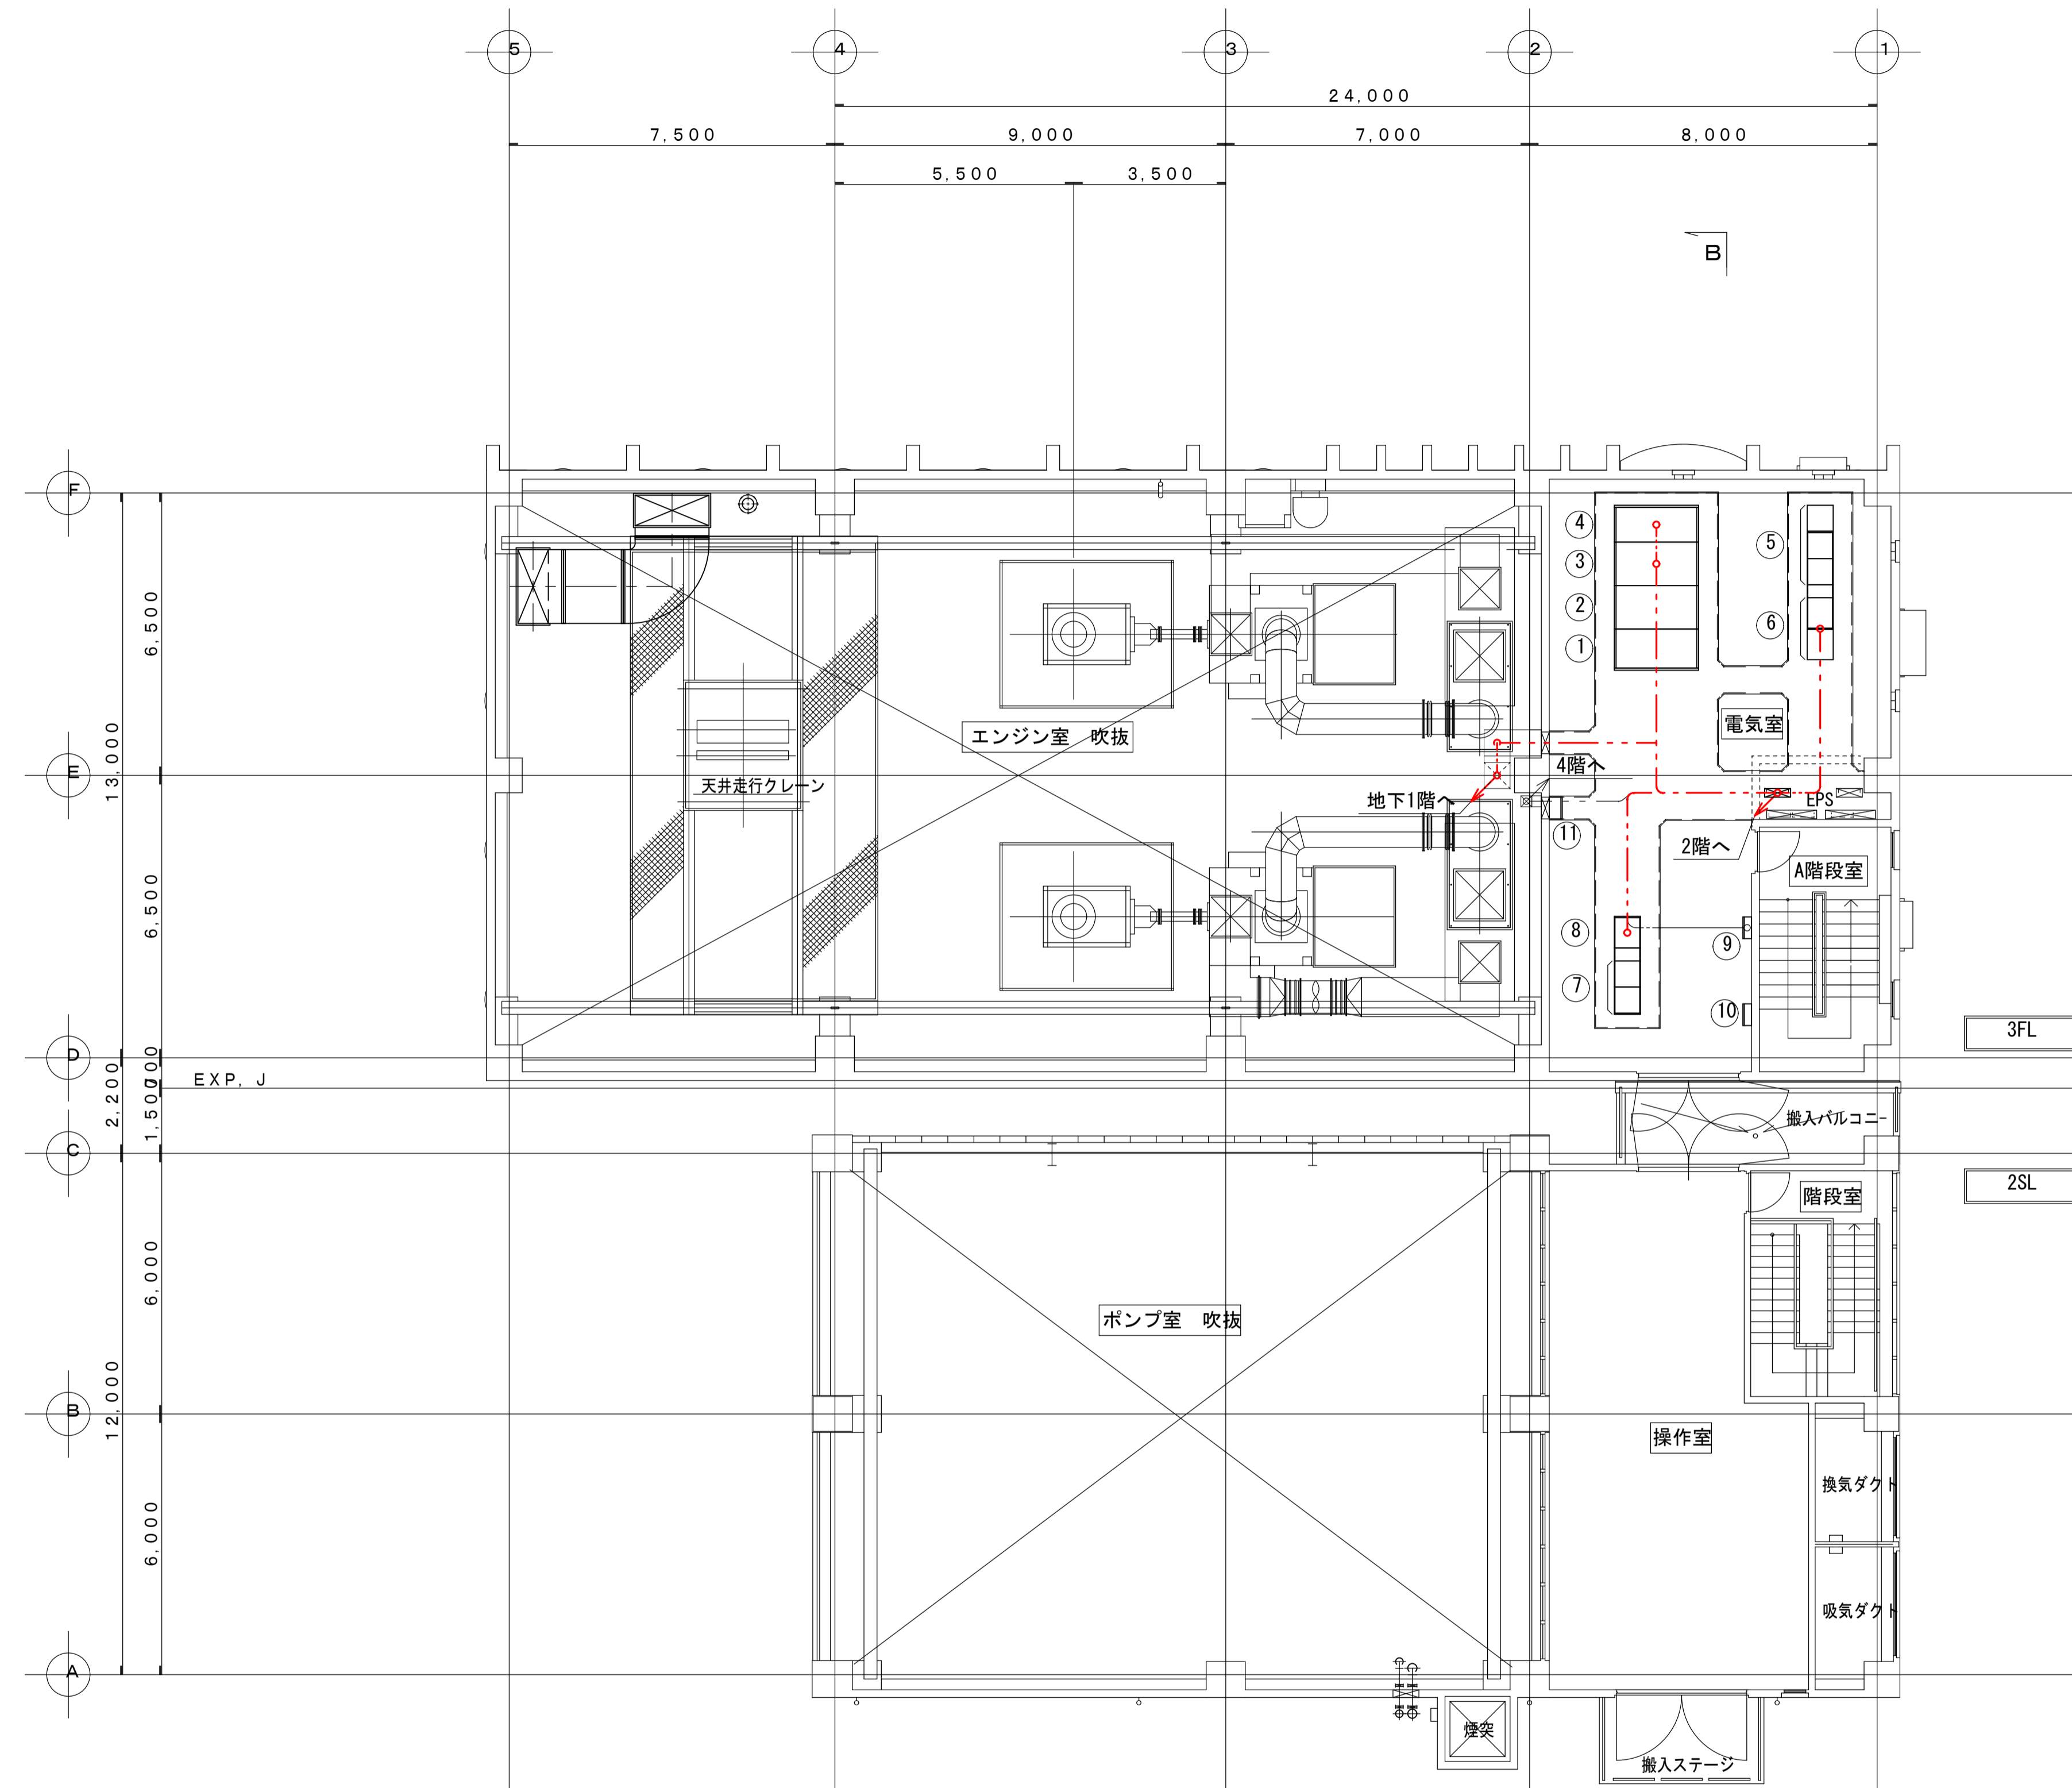 5 4 3 2 1
24,000
7,500 9,000 7,000 8,000
5,500 3,500
B
F
4
5
3
6,500
2
6
1
電気室
エンジン室　吹抜
13,000
E
4階へ
天井走行クレーン
地下1階へ
EPS
11
2階へ
A階段室
6,500
8
9
7
10
3FL
D
700
EXP, J
2,200
1,500
搬入バルコニー
C
2SL
階段室
6,000
ポンプ室　吹抜
12,000
B
操作室
換気ダクト
6,000
吸気ダクト
A
煙突
搬入ステージ